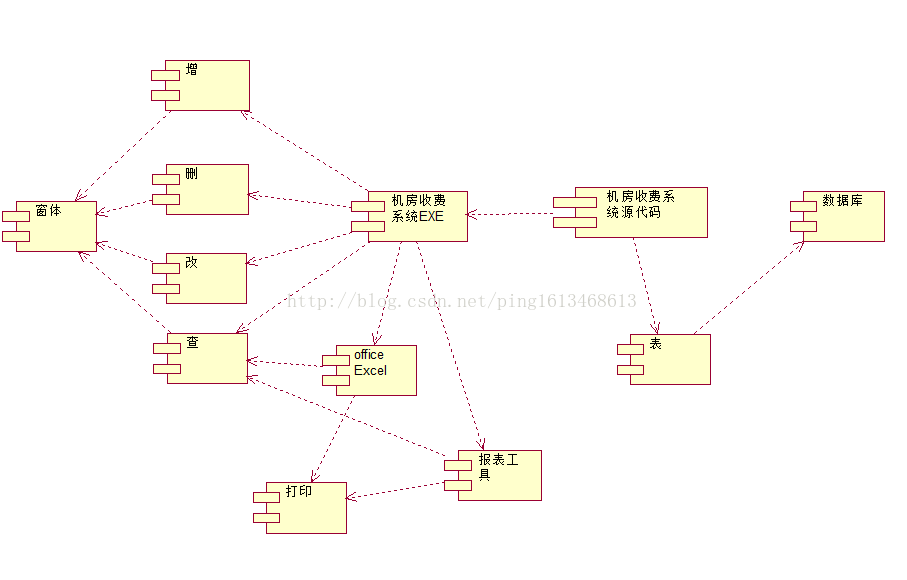 增
删
窗体
机房收费
系统EXE
机房收费系
统源代码
数据库
改
http://blog.csdn.net/ping1613468613
查
office
Excel
表
报表工
具
打印